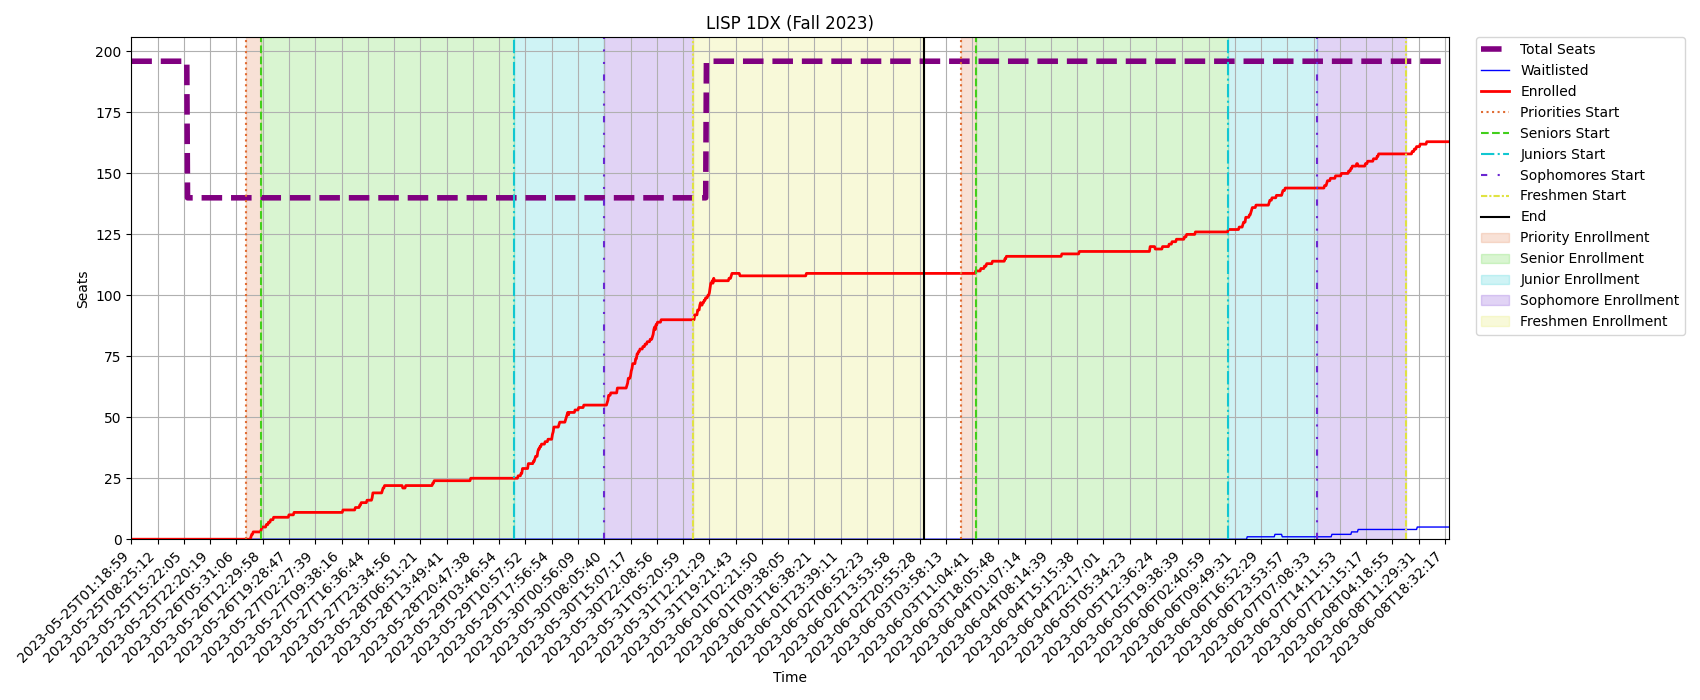 LISP 1DX (Fall 2023)
Seats
200
175
150
125
100
75
50
25
0
2023-05-25T01:18:59
2023-05-25T08:25:12
2023-05-25T15:22:05
2023-05-25T22:20:19
2023-05-26T05:31:06
2023-05-26T12:29:58
2023-05-26T19:28:47
2023-05-27T02:27:39
2023-05-27T09:38:16
2023-05-27T16:36:44
2023-05-27T23:34:56
2023-05-28T06:51:21
2023-05-28T13:49:41
2023-05-28T20:47:38
2023-05-29T03:46:54
2023-05-29T10:57:52
2023-05-29T17:56:54
2023-05-30T00:56:09
2023-05-30T08:05:40
2023-05-30T15:07:17
2023-05-30T22:08:56
2023-05-31T05:20:59
2023-05-31T12:21:29
2023-05-31T19:21:43
2023-06-01T02:21:50
2023-06-01T09:38:05
2023-06-01T16:38:21
2023-06-01T23:39:11
2023-06-02T06:52:23
2023-06-02T13:53:58
2023-06-02T20:55:28
2023-06-03T03:58:13
2023-06-03T11:04:41
2023-06-03T18:05:48
2023-06-04T01:07:14
2023-06-04T08:14:39
2023-06-04T15:15:38
2023-06-04T22:17:01
2023-06-05T05:34:23
2023-06-05T12:36:24
2023-06-05T19:38:39
2023-06-06T02:40:59
2023-06-06T09:49:31
2023-06-06T16:52:29
2023-06-06T23:53:57
2023-06-07T07:08:33
2023-06-07T14:11:53
2023-06-07T21:15:17
2023-06-08T04:18:55
2023-06-08T11:29:31
2023-06-08T18:32:17
Time
Total Seats
Waitlisted
Enrolled
Priorities Start
Seniors Start
Juniors Start
Sophomores Start
Freshmen Start
End
Priority Enrollment
Senior Enrollment
Junior Enrollment
Sophomore Enrollment
Freshmen Enrollment